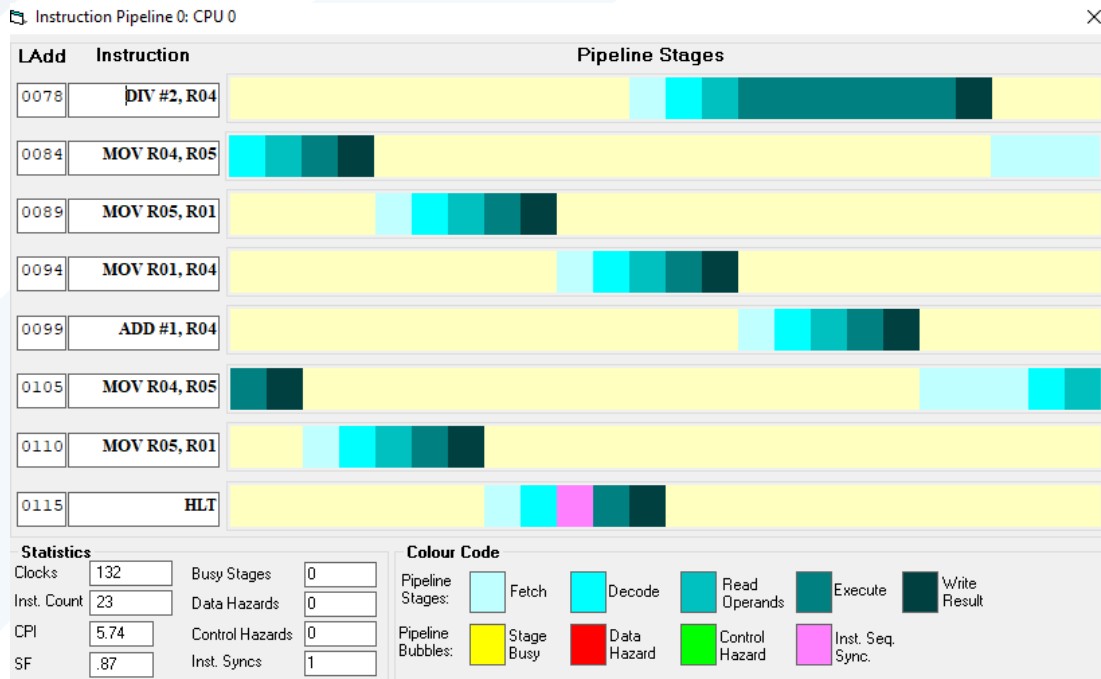 Instruction Pipeline 0: CPU 0
LAdd Instruction Pipeline Stages
0078 DIV #2, R04
0084 MOV R04, R05
0089 MOV R05, R01
0094 MOV R01, R04
0099 ADD #1, R04
0105 MOV R04, R05
0110 MOV R05, R01
0115 HLT
Statistics
Clocks 132 Busy Stages 0
Inst. Count 23 Data Hazards 0
CPI 5.74 Control Hazards 0
SF .87 Inst. Syncs 1
Colour Code
Pipeline Stages: Fetch Decode Read Operands Execute Write Result
Pipeline Bubbles: Stage Busy Data Hazard Control Hazard Inst. Seq. Sync.